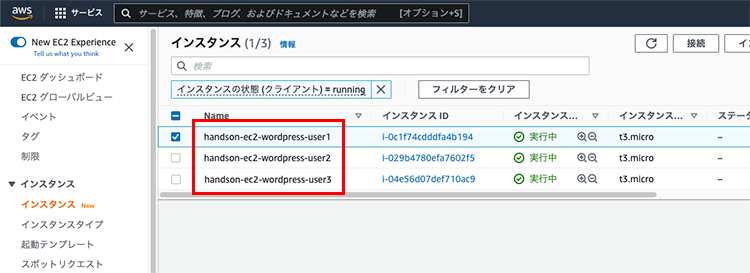 aws
サービス
サービス、特徴、ブログ、およびドキュメントなどを検索
[オプション+S]
New EC2 Experience
Tell us what you think
EC2 ダッシュボード
EC2 グローバルビュー
イベント
タグ
制限
インスタンス
インスタンス New
インスタンスタイプ
起動テンプレート
スポットリクエスト
インスタンス (1/3) 情報
接続
検索
インスタンスの状態 (クライアント) = running
フィルターをクリア
Name インスタンス ID インスタンス... インスタンス... ステータ
handson-ec2-wordpress-user1 i-0c1f74cdddfa4b194 実行中 t3.micro –
handson-ec2-wordpress-user2 i-029b4780efa7602f5 実行中 t3.micro –
handson-ec2-wordpress-user3 i-04e56d07def710ac9 実行中 t3.micro –